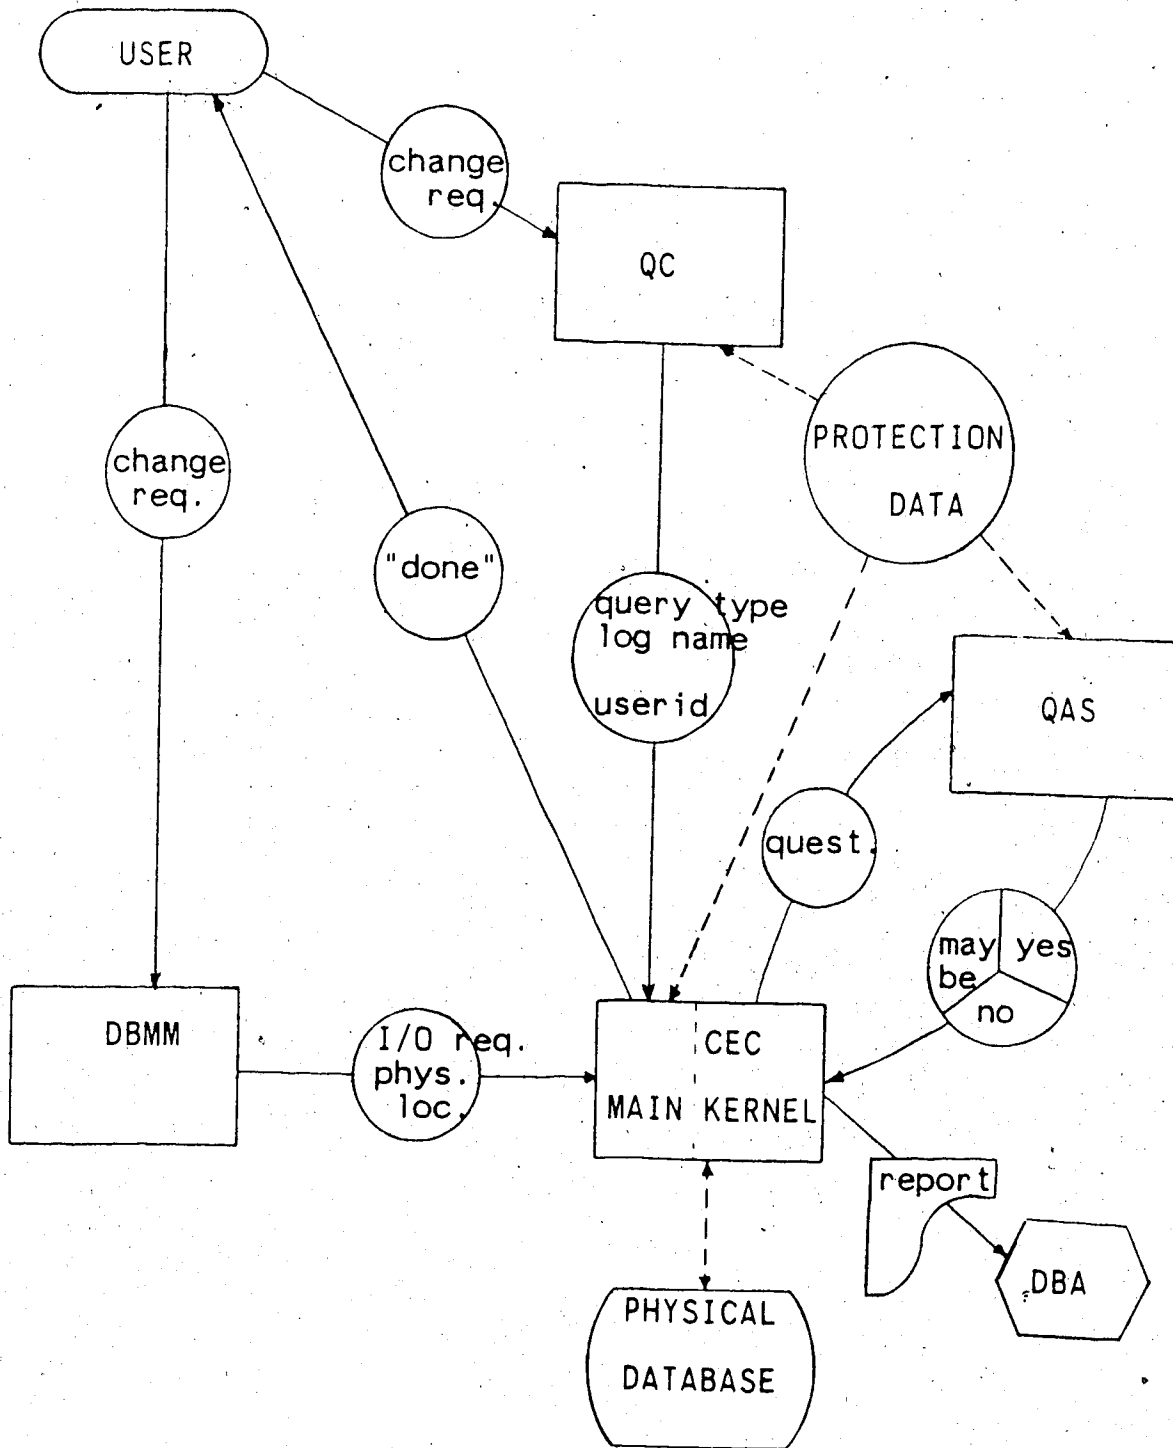 USER
change
req.
QC
PROTECTION
DATA
change
req.
"done"
query type
log name
userid
QAS
quest.
may
be
yes
no
DBMM
I/O req.
phys.
loc.
CEC
MAIN KERNEL
report
DBA
PHYSICAL
DATABASE